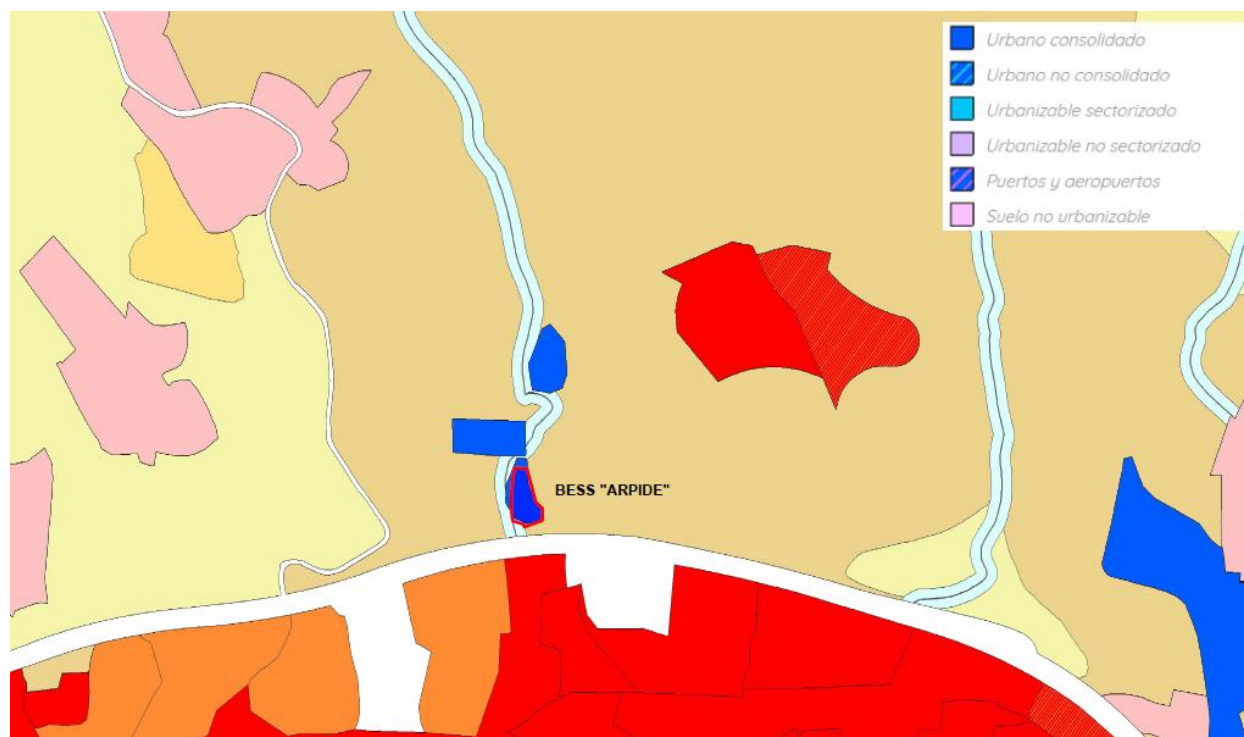 Urbano consolidado
Urbano no consolidado
Urbanizable sectorizado
Urbanizable no sectorizado
Puertos y aeropuertos
Suelo no urbanizable
BESS "ARPIDE"